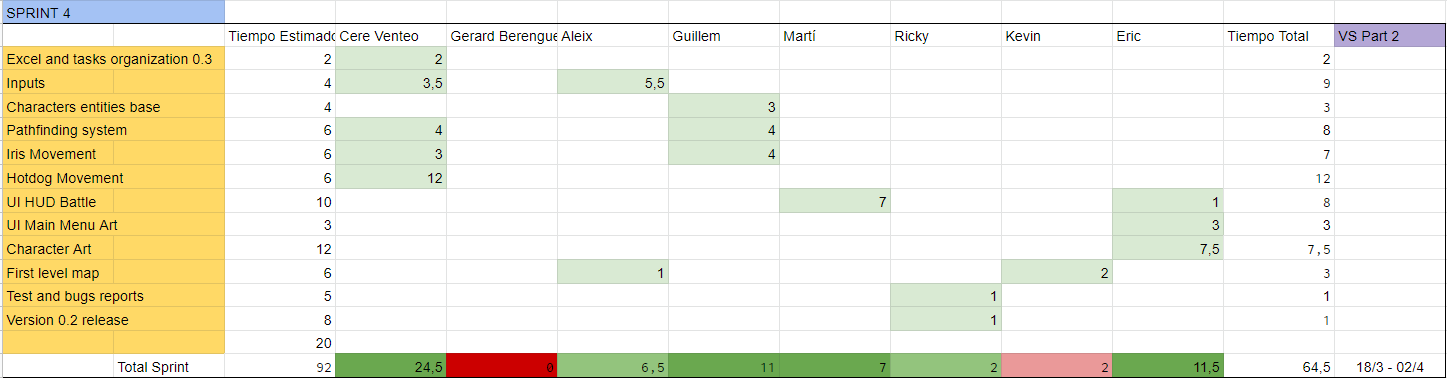 SPRINT 4
Tiempo Estimado Cere Venteo Gerard Berengue Aleix Guillem Martí Ricky Kevin Eric Tiempo Total VS Part 2
Excel and tasks organization 0.3 2 2 2
Inputs 4 3,5 5,5 9
Characters entities base 4 3 3
Pathfinding system 6 4 4 8
Iris Movement 6 3 4 7
Hotdog Movement 6 12 12
UI HUD Battle 10 7 1 8
UI Main Menu Art 3 3 3
Character Art 12 7,5 7,5
First level map 6 1 2 3
Test and bugs reports 5 1 1
Version 0.2 release 8 1 1
20
Total Sprint 92 24,5 0 6,5 11 7 2 2 11,5 64,5 18/3 - 02/4